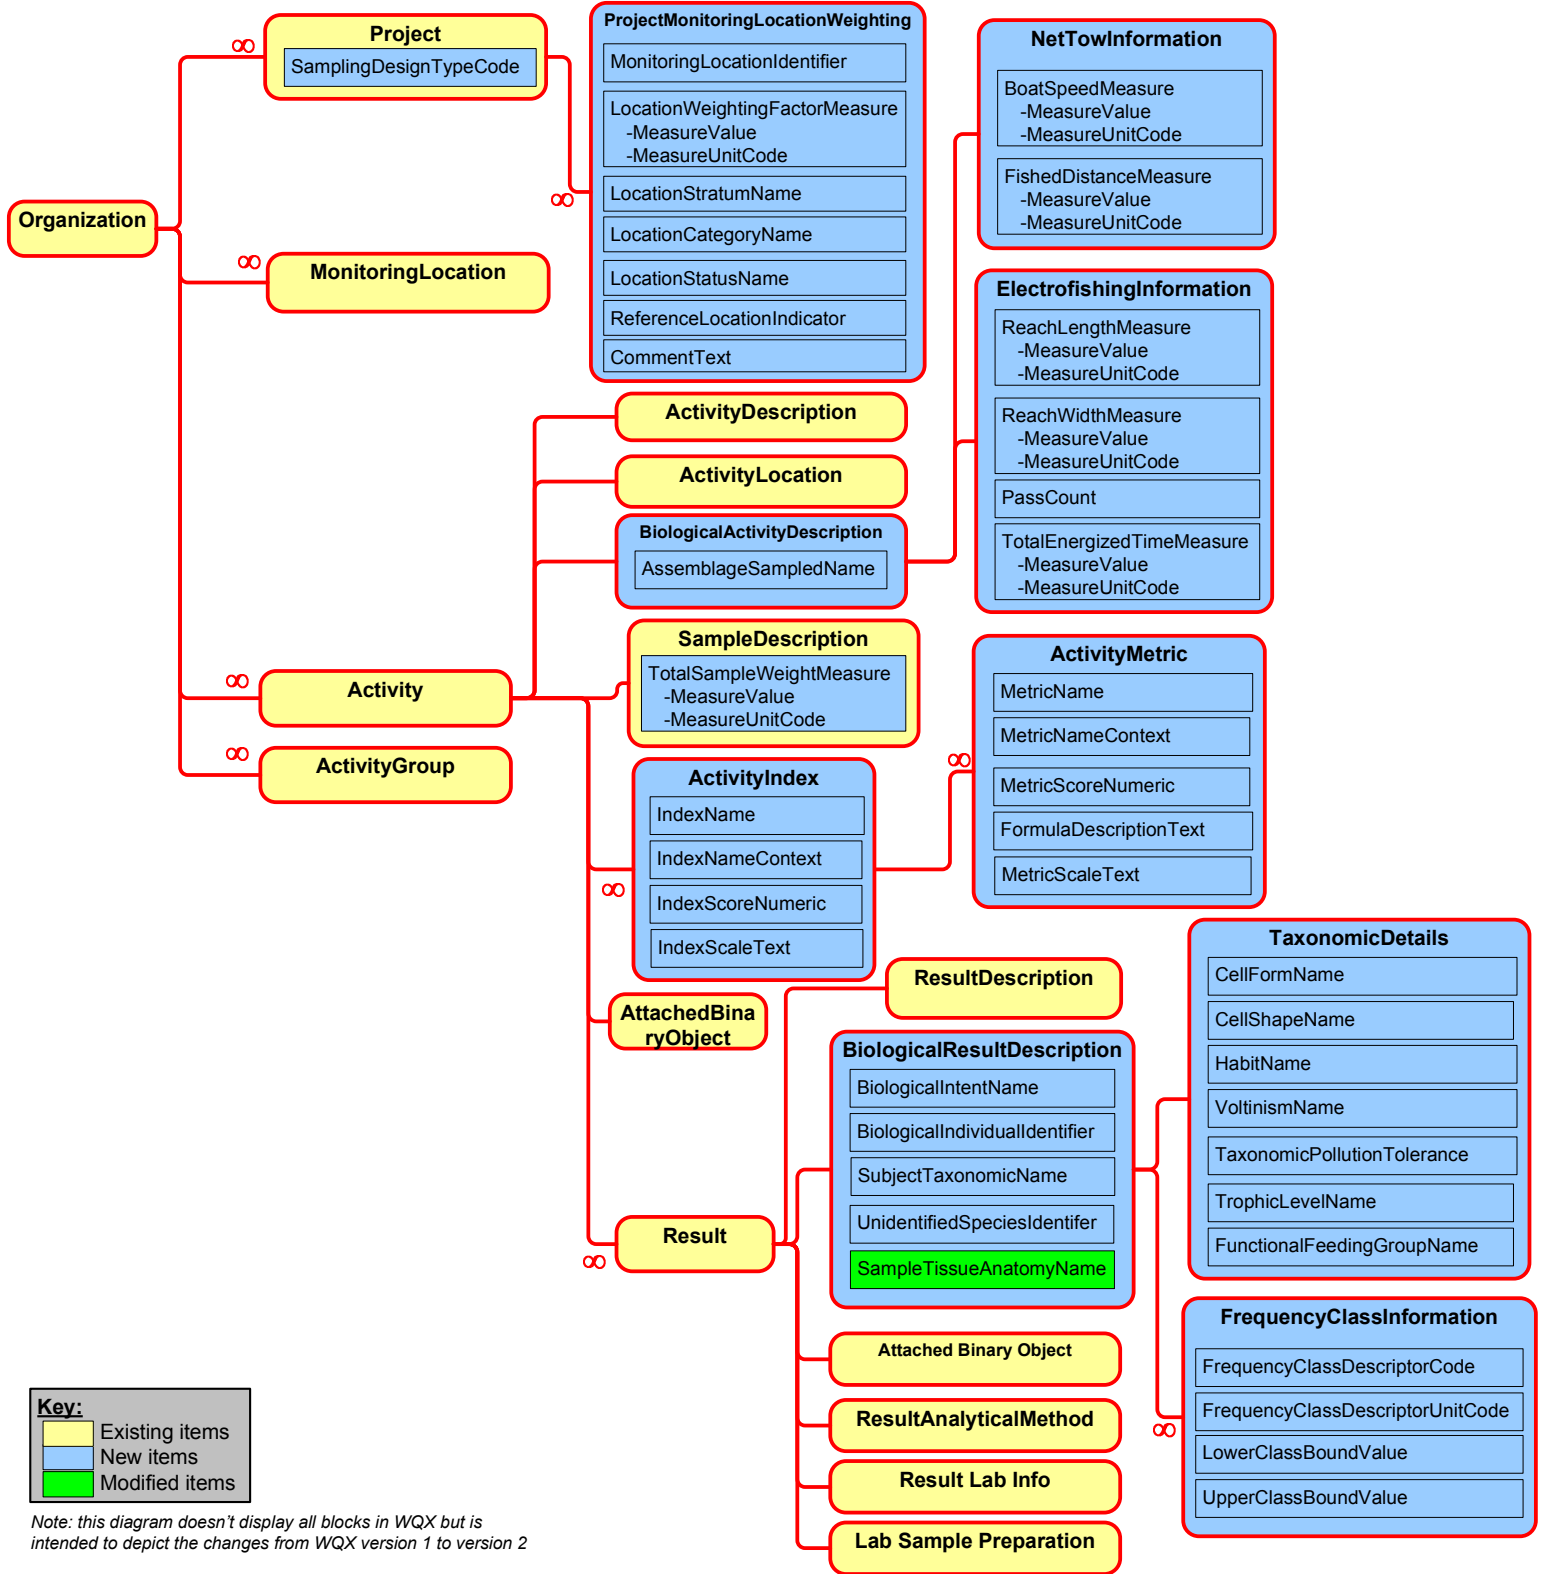 Organization
∞
Project
SamplingDesignTypeCode
∞
ProjectMonitoringLocationWeighting
MonitoringLocationIdentifier
LocationWeightingFactorMeasure
-MeasureValue
-MeasureUnitCode
LocationStratumName
LocationCategoryName
LocationStatusName
ReferenceLocationIndicator
CommentText
NetTowInformation
BoatSpeedMeasure
-MeasureValue
-MeasureUnitCode
FishedDistanceMeasure
-MeasureValue
-MeasureUnitCode
∞
MonitoringLocation
ElectrofishingInformation
ReachLengthMeasure
-MeasureValue
-MeasureUnitCode
ReachWidthMeasure
-MeasureValue
-MeasureUnitCode
PassCount
TotalEnergizedTimeMeasure
-MeasureValue
-MeasureUnitCode
ActivityDescription
ActivityLocation
BiologicalActivityDescription
AssemblageSampledName
∞
Activity
SampleDescription
TotalSampleWeightMeasure
-MeasureValue
-MeasureUnitCode
∞
ActivityGroup
∞
ActivityIndex
IndexName
IndexNameContext
IndexScoreNumeric
IndexScaleText
∞
ActivityMetric
MetricName
MetricNameContext
MetricScoreNumeric
FormulaDescriptionText
MetricScaleText
AttachedBina
ryObject
∞
Result
ResultDescription
BiologicalResultDescription
BiologicalIntentName
BiologicalIndividualIdentifier
SubjectTaxonomicName
UnidentifiedSpeciesIdentifer
SampleTissueAnatomyName
TaxonomicDetails
CellFormName
CellShapeName
HabitName
VoltinismName
TaxonomicPollutionTolerance
TrophicLevelName
FunctionalFeedingGroupName
∞
FrequencyClassInformation
FrequencyClassDescriptorCode
FrequencyClassDescriptorUnitCode
LowerClassBoundValue
UpperClassBoundValue
Attached Binary Object
ResultAnalyticalMethod
Result Lab Info
Lab Sample Preparation
Key:
Existing items
New items
Modified items
Note: this diagram doesn't display all blocks in WQX but is
intended to depict the changes from WQX version 1 to version 2